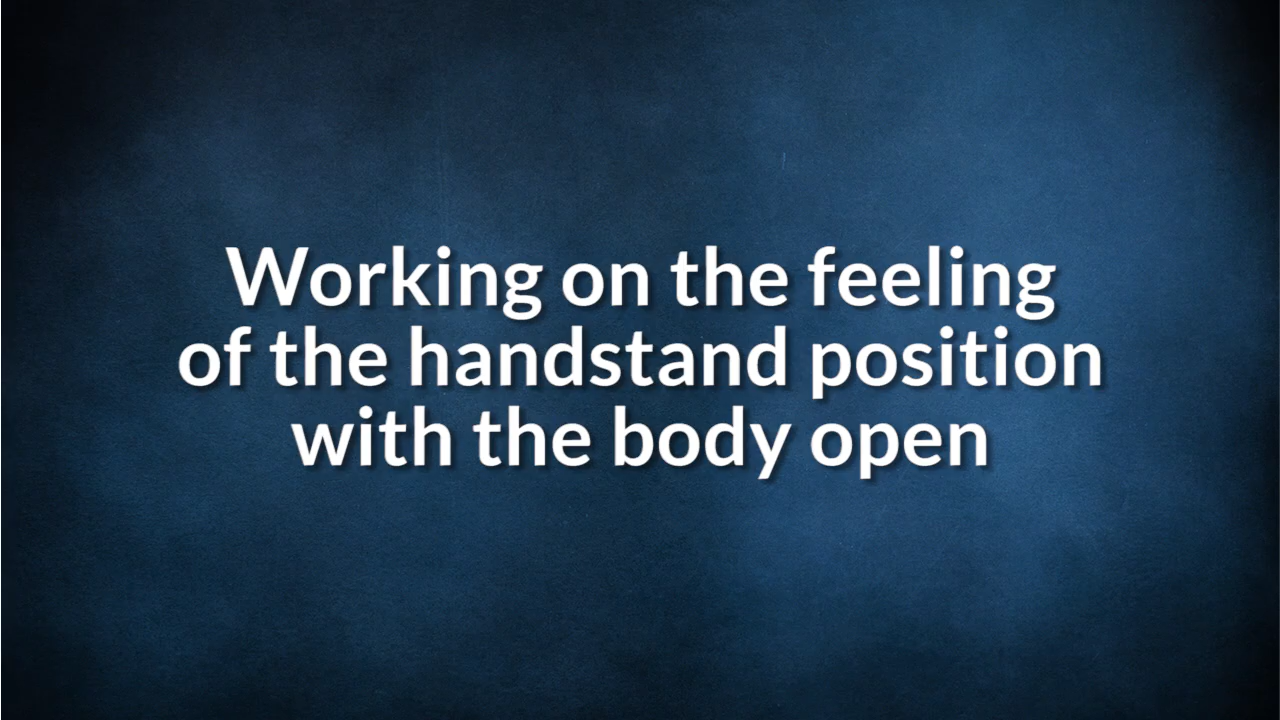 Working on the feeling
of the handstand position
with the body open